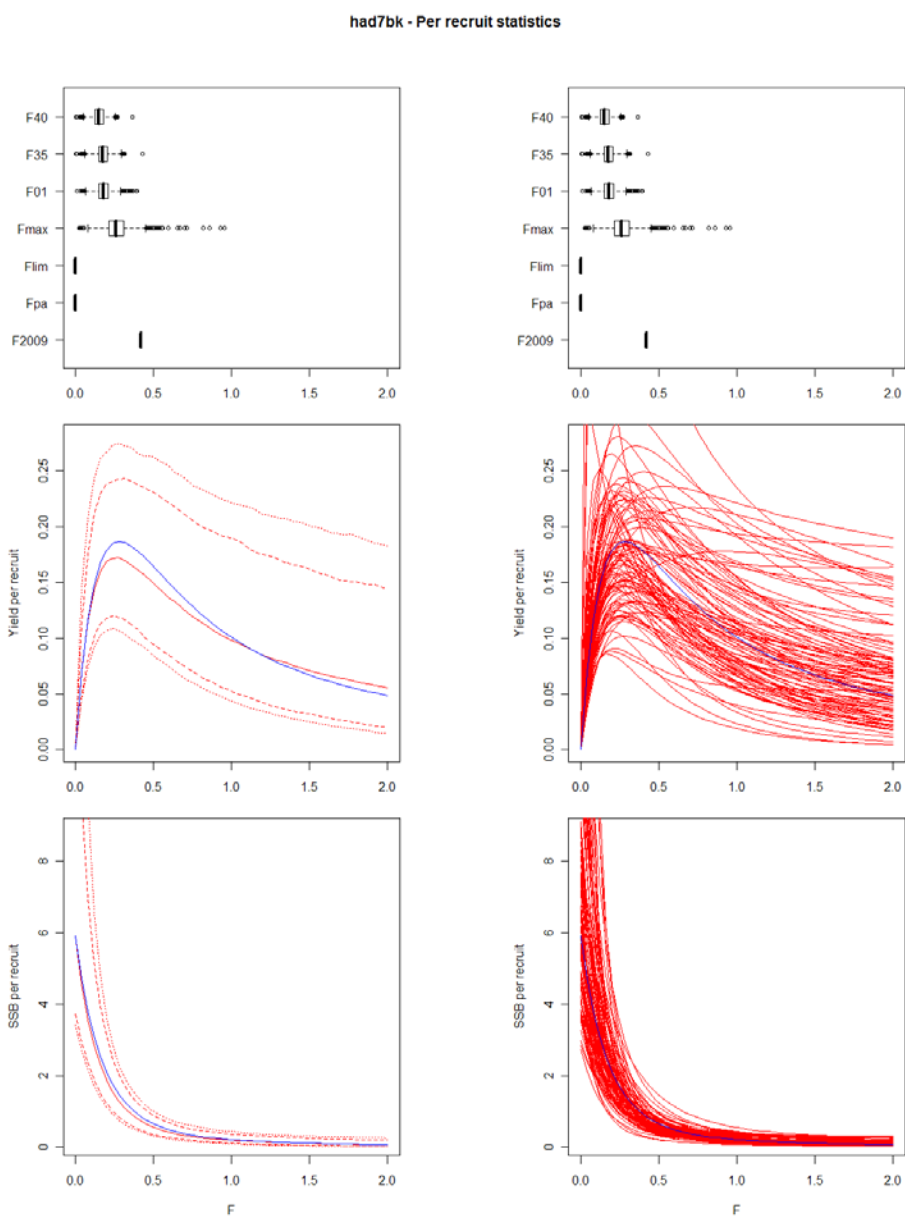 had7bk - Per recruit statistics
F40
F35
F01
Fmax
Flim
Fpa
F2009
0.0 0.5 1.0 1.5 2.0
F40
F35
F01
Fmax
Flim
Fpa
F2009
0.0 0.5 1.0 1.5 2.0
Yield per recruit
0.25
0.20
0.15
0.10
0.05
0.00
0.0 0.5 1.0 1.5 2.0
Yield per recruit
0.25
0.20
0.15
0.10
0.05
0.00
0.0 0.5 1.0 1.5 2.0
SSB per recruit
8
6
4
2
0
0.0 0.5 1.0 1.5 2.0
F
SSB per recruit
8
6
4
2
0
0.0 0.5 1.0 1.5 2.0
F